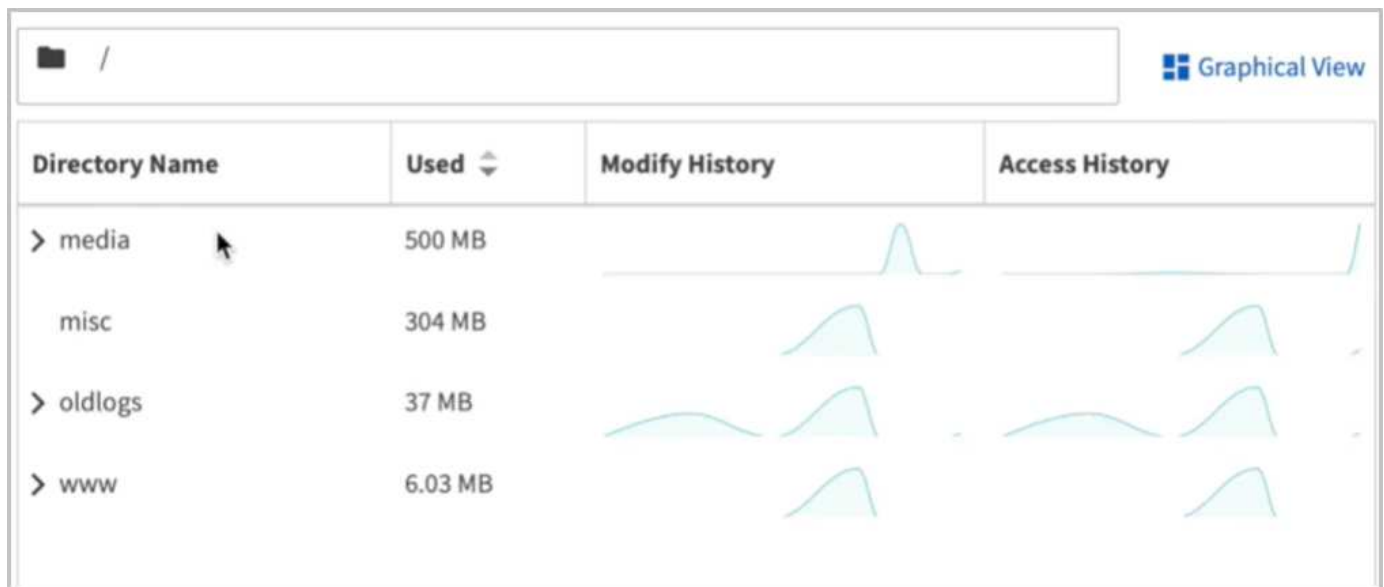 /
Graphical View
Directory Name Used Modify History Access History
media 500 MB
misc 304 MB
oldlogs 37 MB
www 6.03 MB